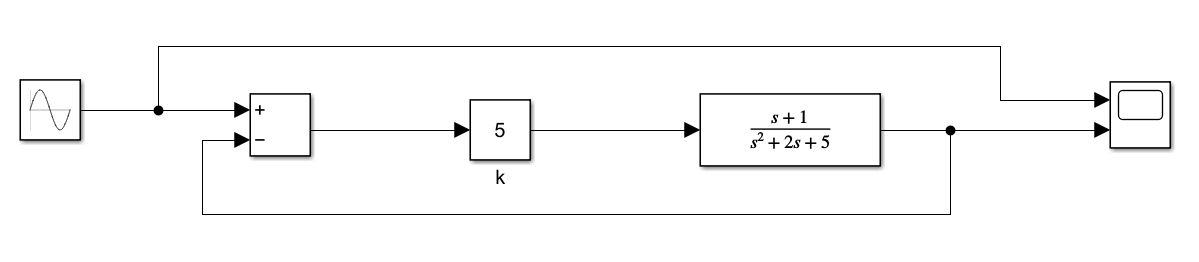 +
−
5
k
s + 1
s² + 2s + 5